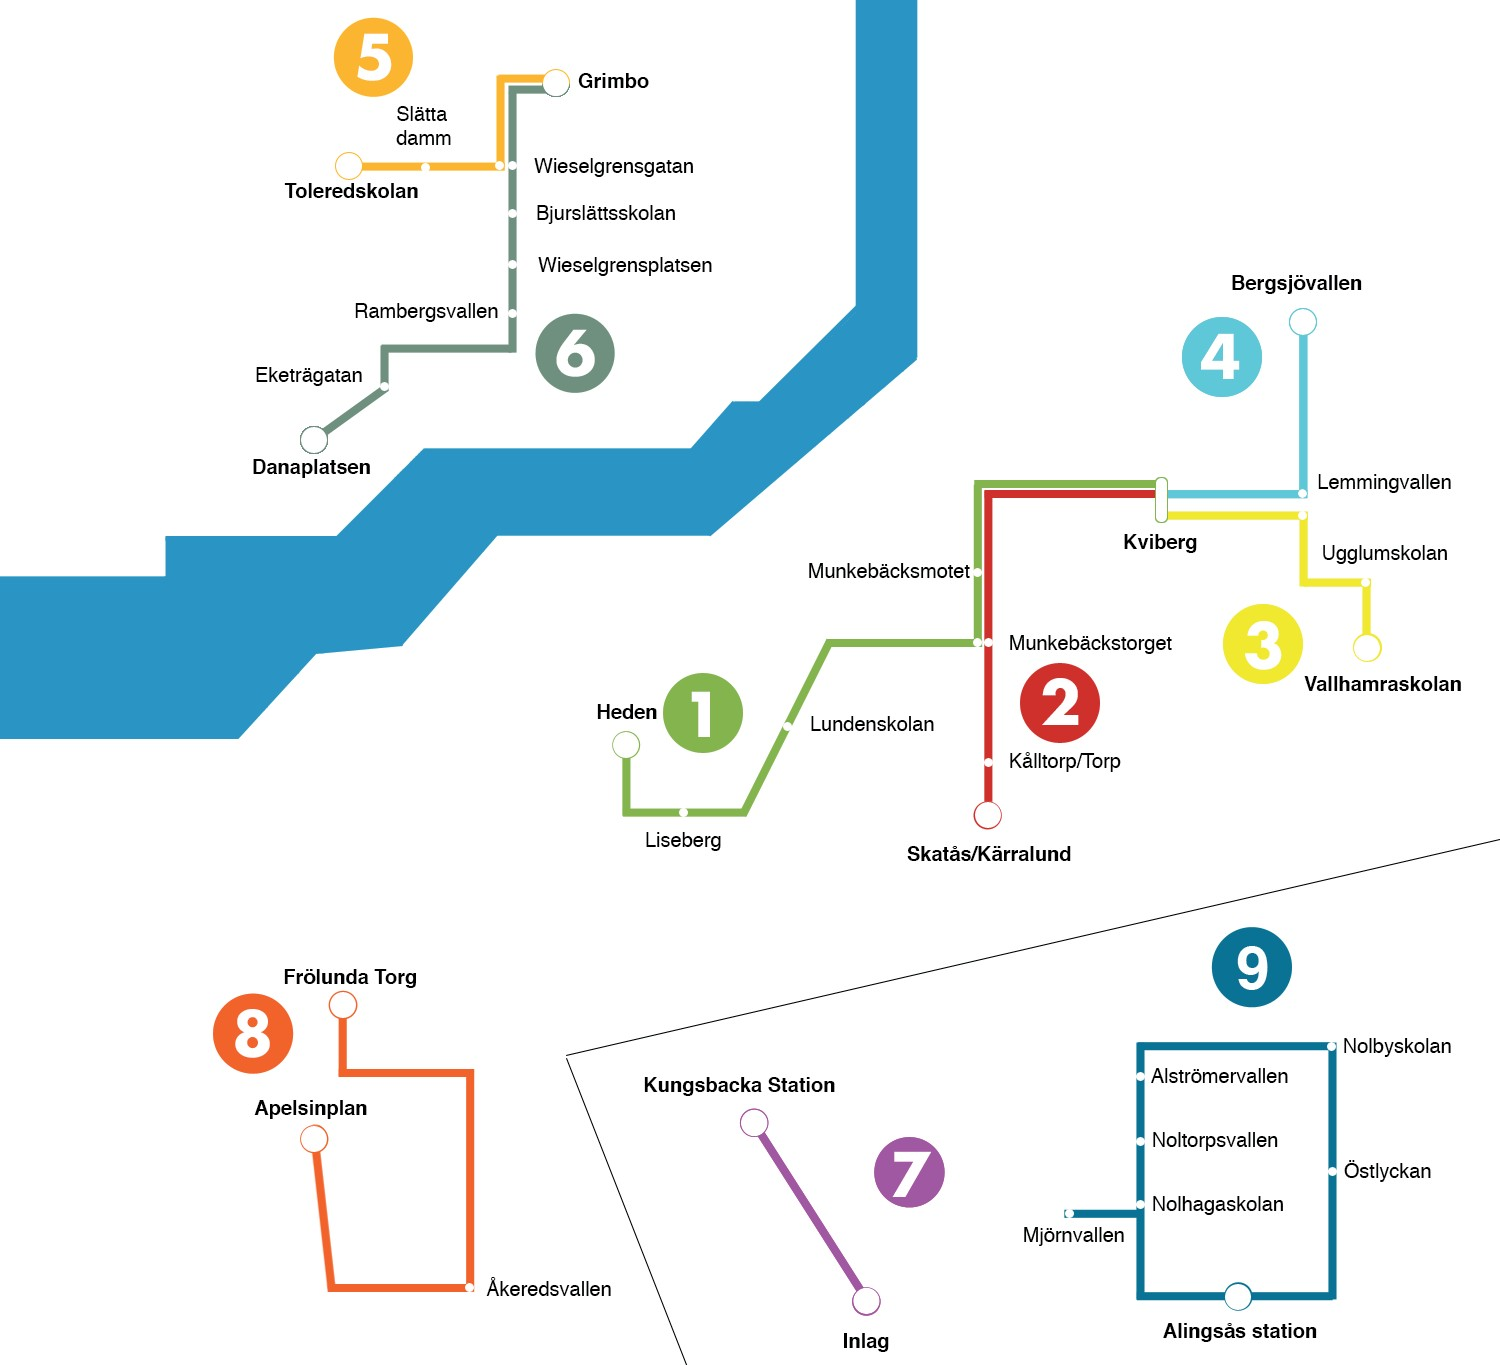 5
Grimbo
Slätta
damm
Wieselgrensgatan
Toleredskolan
Bjurslättsskolan
Wieselgrensplatsen
Rambergsvallen
6
Eketrägatan
Danaplatsen
Bergsjövallen
4
Lemmingvallen
Kviberg
Ugglumskolan
Munkebäcksmotet
Munkebäckstorget
3
Vallhamraskolan
Heden
1
2
Lundenskolan
Kålltorp/Torp
Liseberg
Skatås/Kärralund
Frölunda Torg
8
Apelsinplan
Åkeredsvallen
Kungsbacka Station
7
Inlag
9
Nolbyskolan
Alströmervallen
Noltorpsvallen
Östlyckan
Nolhagaskolan
Mjörnvallen
Alingsås station